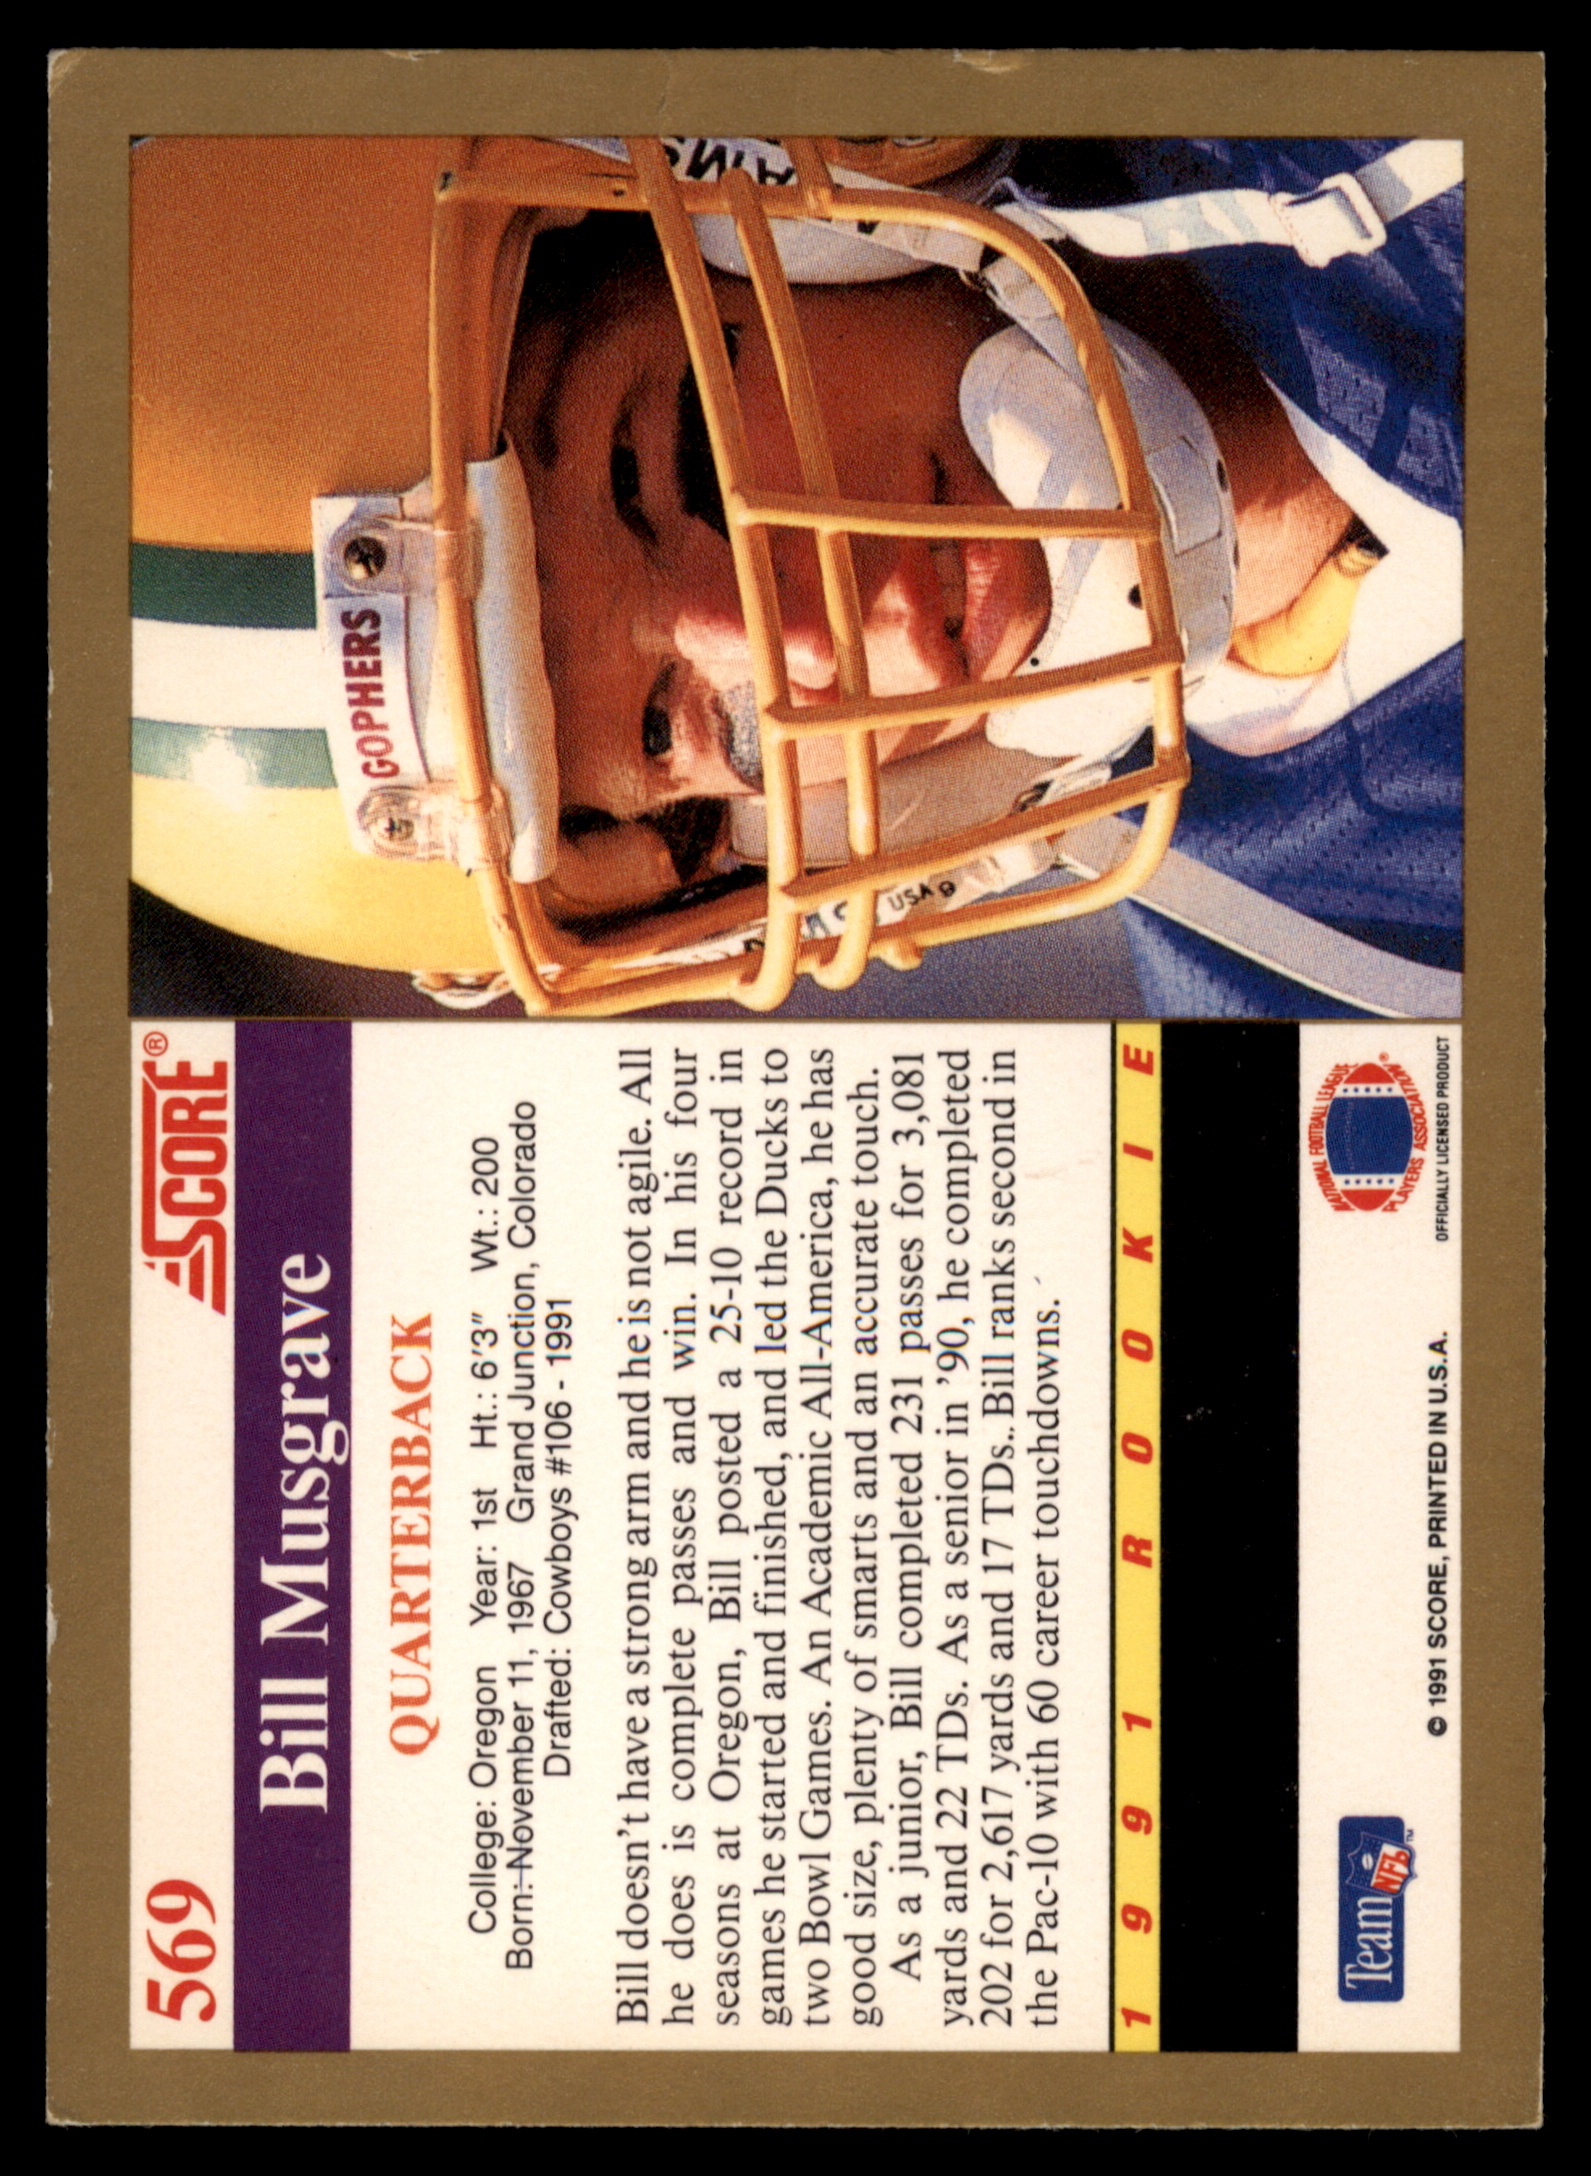 569
SCORE®
Bill Musgrave
QUARTERBACK
College: Oregon Year: 1st Ht.: 6'3" Wt.: 200
Born: November 11, 1967 Grand Junction, Colorado
Drafted: Cowboys #106 - 1991
Bill doesn't have a strong arm and he is not agile. All
he does is complete passes and win. In his four
seasons at Oregon, Bill posted a 25-10 record in
games he started and finished, and led the Ducks to
two Bowl Games. An Academic All-America, he has
good size, plenty of smarts and an accurate touch.
As a junior, Bill completed 231 passes for 3,081
yards and 22 TDs. As a senior in '90, he completed
202 for 2,617 yards and 17 TDs.. Bill ranks second in
the Pac-10 with 60 career touchdowns.
1991 ROOKIE
Team NFL™
© 1991 SCORE, PRINTED IN U.S.A.
NATIONAL FOOTBALL LEAGUE
PLAYERS ASSOCIATION®
OFFICIALLY LICENSED PRODUCT
GOPHERS
USA